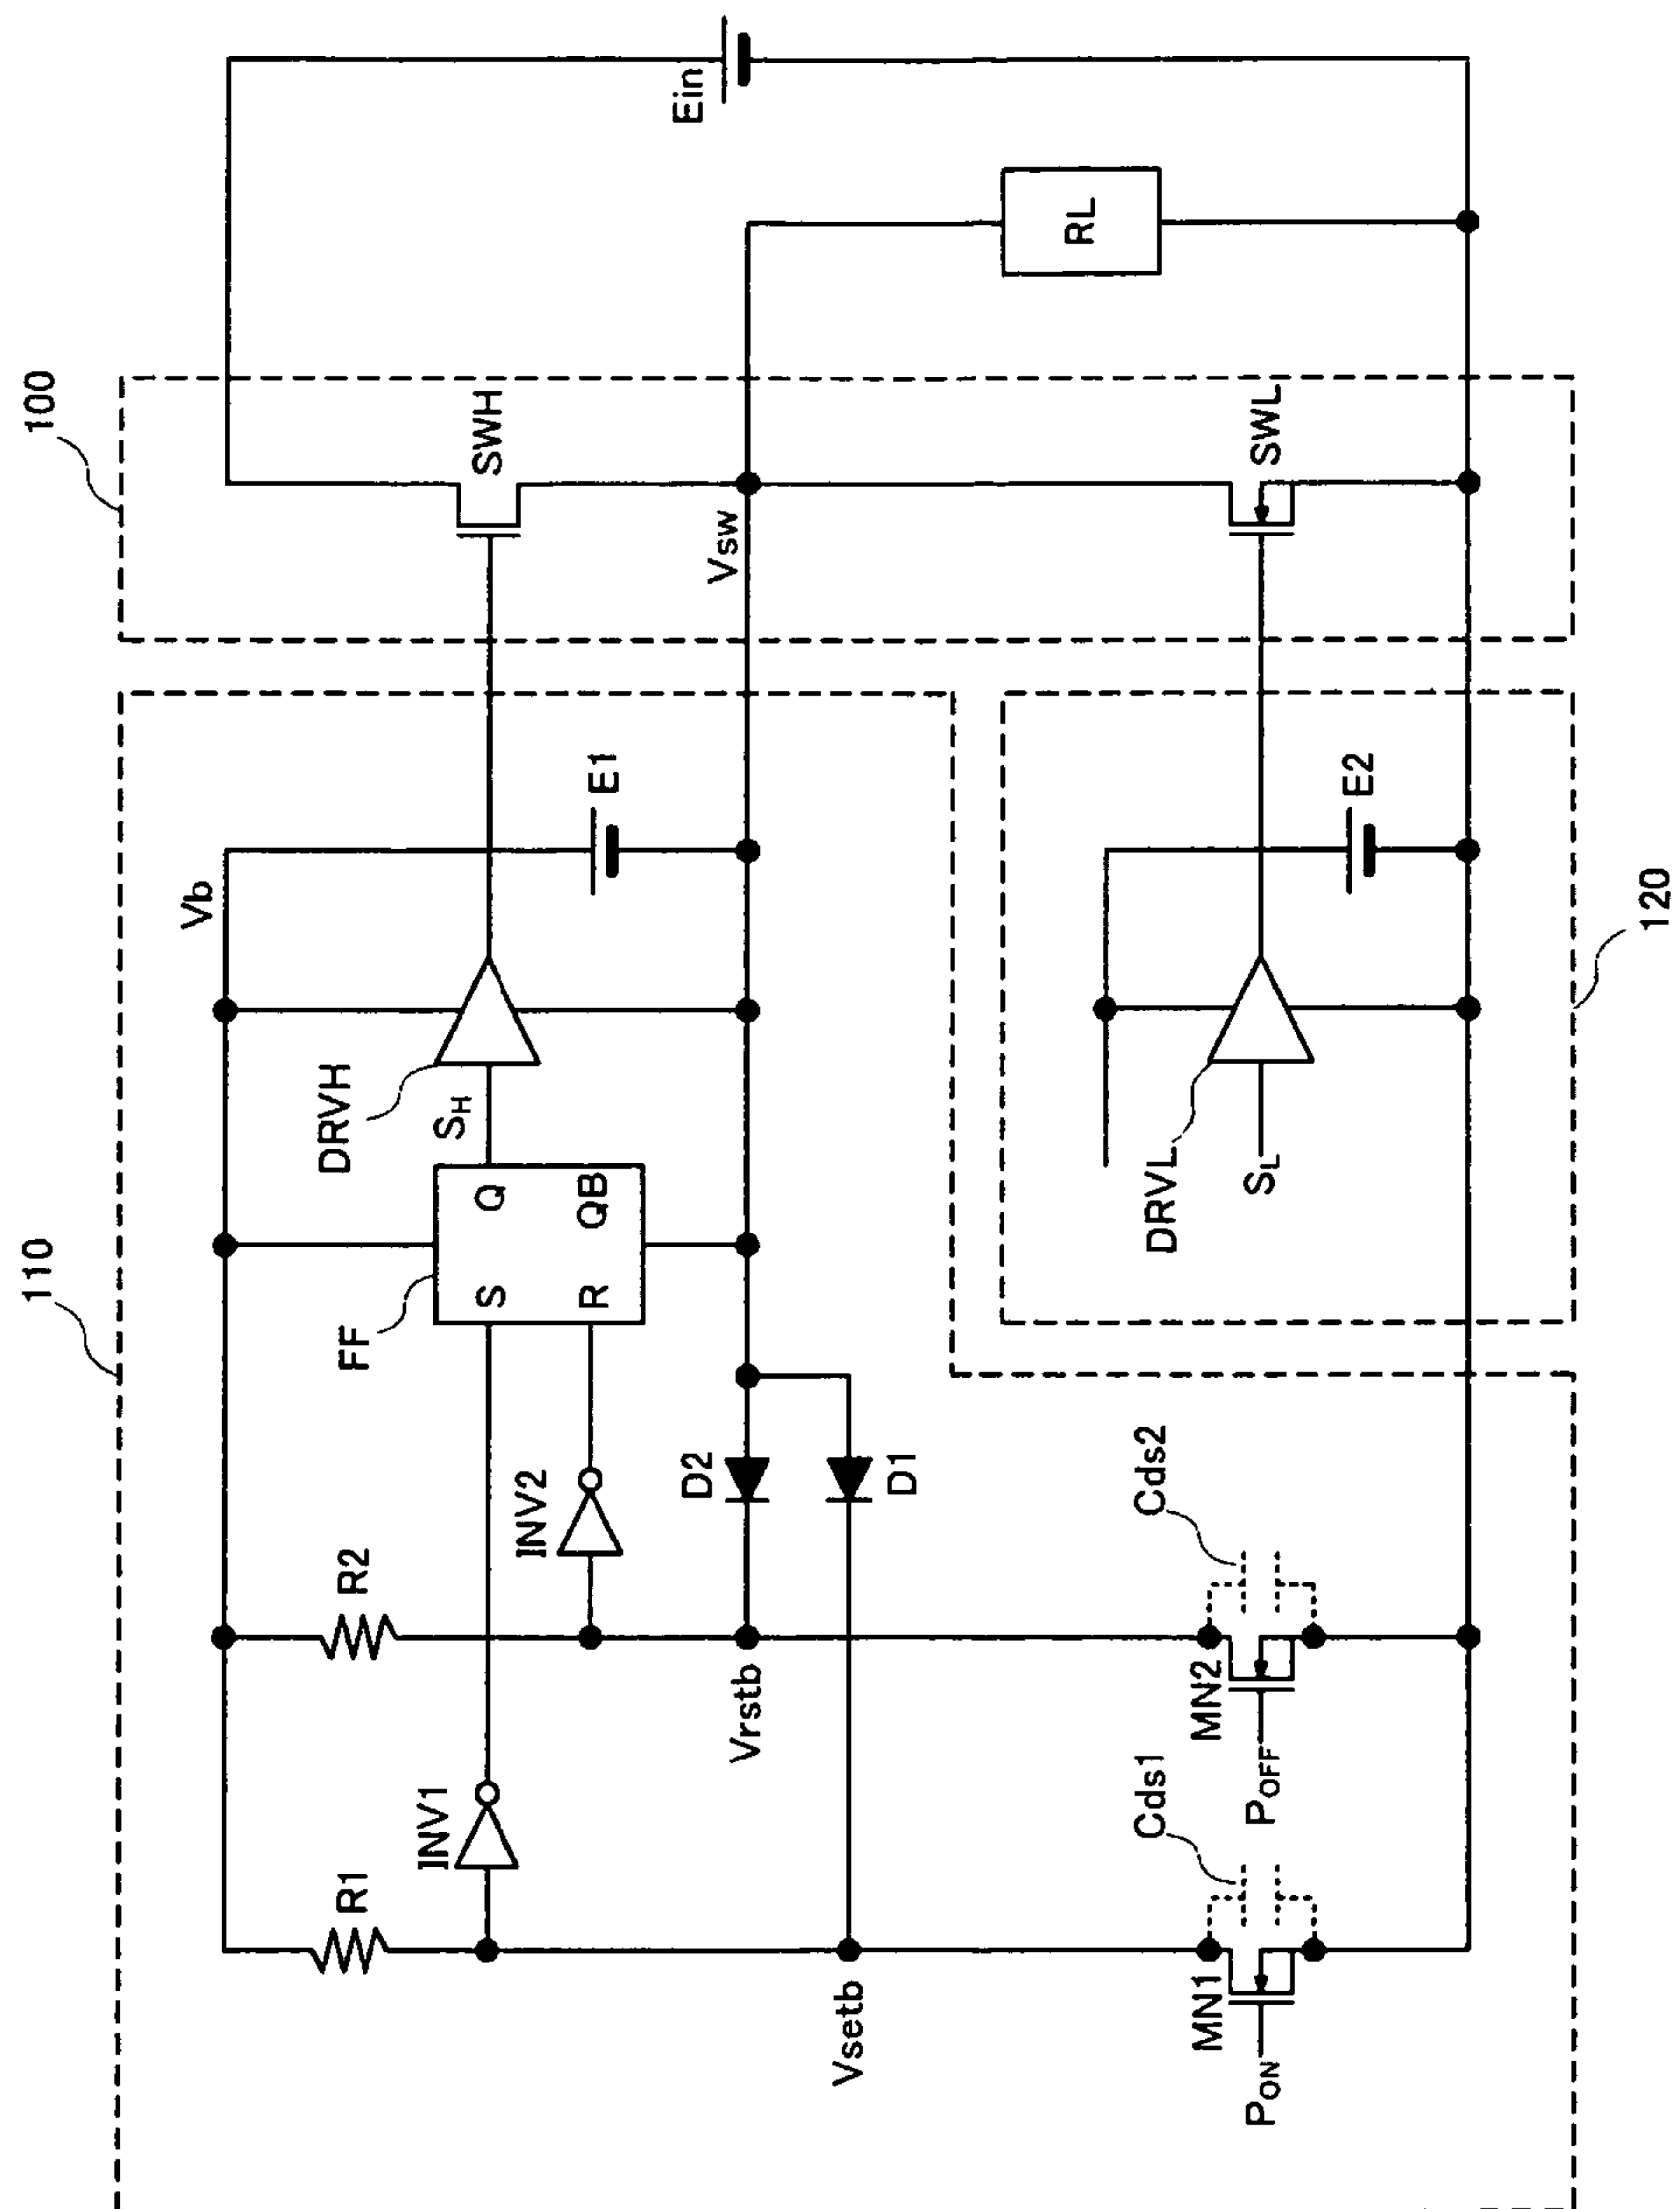 110
100
Vb
R1
R2
INV1
INV2
FF
S
R
Q
QB
SH
DRVH
E1
SWH
Vsw
Ein
RL
D2
D1
Vsetb
Vrstb
MN1
PON
Cds1
MN2
POFF
Cds2
DRVL
SL
E2
SWL
120